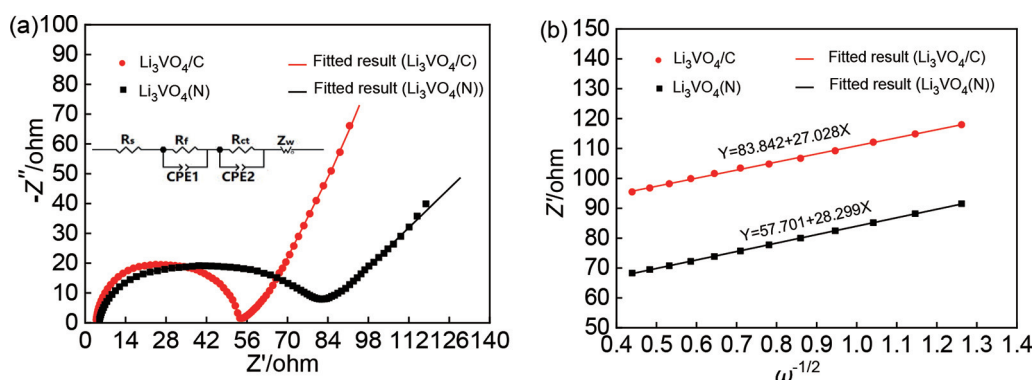 (a)
100
90
80
70
60
50
40
30
20
10
0
-Z″/ohm
Li₃VO₄/C
Li₃VO₄(N)
Fitted result (Li₃VO₄/C)
Fitted result (Li₃VO₄(N))
Rs
Rf
Rct
Zw
CPE1
CPE2
0 14 28 42 56 70 84 98 112 126 140
Z'/ohm
(b)
150
140
130
120
110
100
90
80
70
60
50
Z'/ohm
Li₃VO₄/C
Li₃VO₄(N)
Fitted result (Li₃VO₄/C)
Fitted result (Li₃VO₄(N))
Y=83.842+27.028X
Y=57.701+28.299X
0.4 0.5 0.6 0.7 0.8 0.9 1.0 1.1 1.2 1.3 1.4
ω⁻¹/²